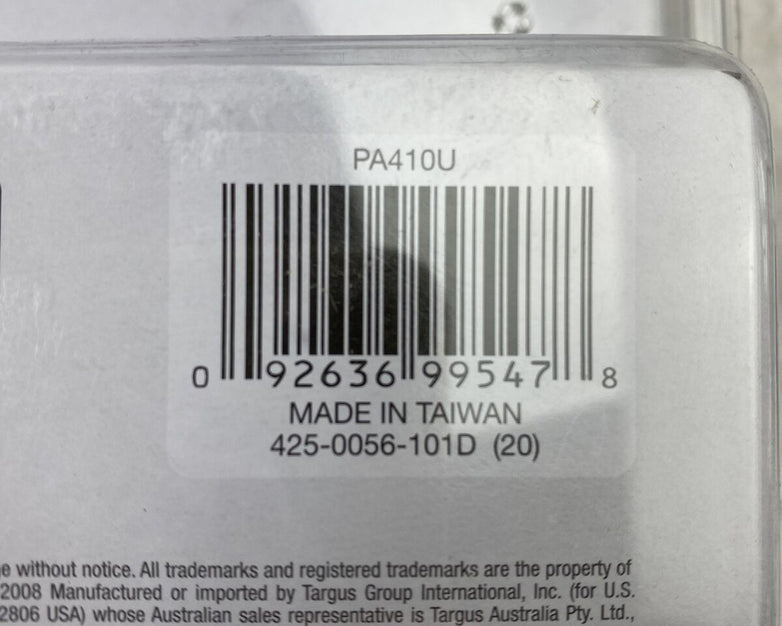 PA410U
0 92636 99547 8
MADE IN TAIWAN
425-0056-101D (20)
without notice. All trademarks and registered trademarks are the property of
2008 Manufactured or imported by Targus Group International, Inc. (for U.S.
2806 USA) whose Australian sales representative is Targus Australia Pty. Ltd.,